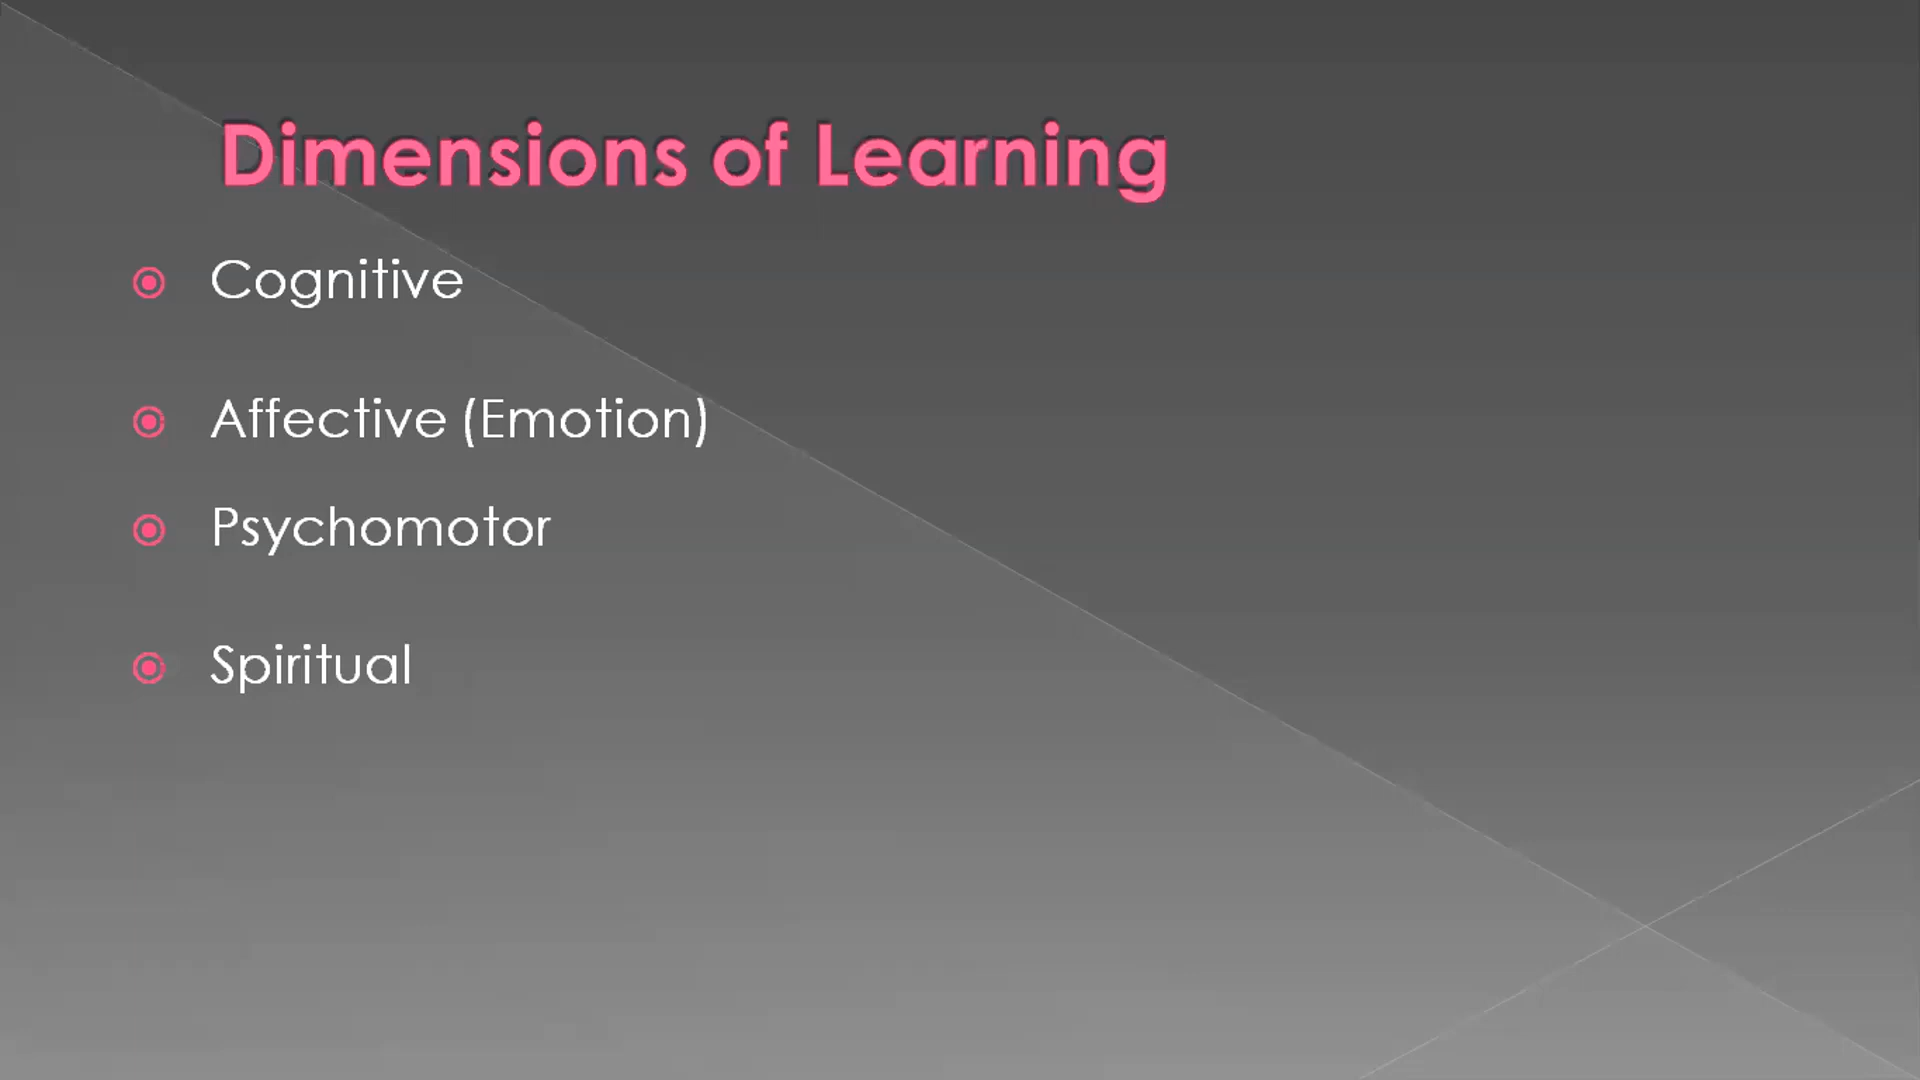 Dimensions of Learning
Cognitive
Affective (Emotion)
Psychomotor
Spiritual